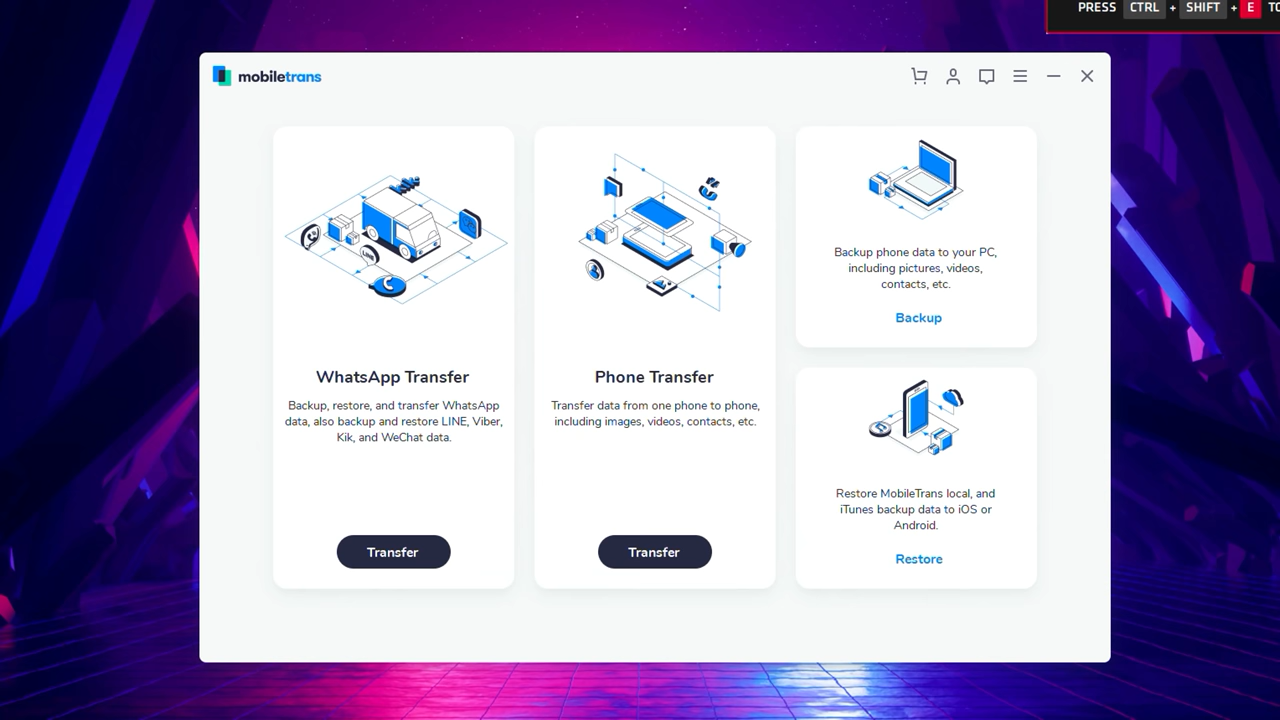 PRESS CTRL + SHIFT + E TO
mobiletrans
WhatsApp Transfer
Backup, restore, and transfer WhatsApp
data, also backup and restore LINE, Viber,
Kik, and WeChat data.
Transfer
Phone Transfer
Transfer data from one phone to phone,
including images, videos, contacts, etc.
Transfer
Backup phone data to your PC,
including pictures, videos,
contacts, etc.
Backup
Restore MobileTrans local, and
iTunes backup data to iOS or
Android.
Restore